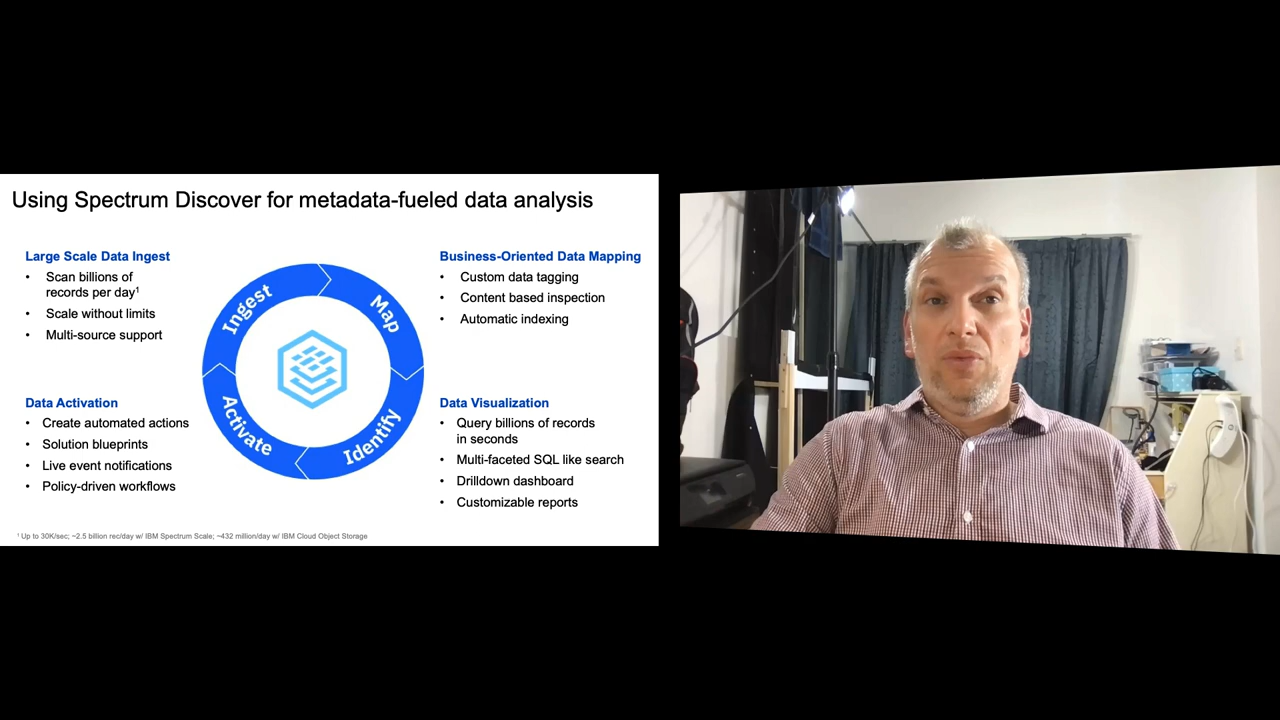 Using Spectrum Discover for metadata-fueled data analysis
Large Scale Data Ingest
• Scan billions of
records per day¹
• Scale without limits
• Multi-source support
Business-Oriented Data Mapping
• Custom data tagging
• Content based inspection
• Automatic indexing
Ingest
Map
Activate
Identify
Data Activation
• Create automated actions
• Solution blueprints
• Live event notifications
• Policy-driven workflows
Data Visualization
• Query billions of records
in seconds
• Multi-faceted SQL like search
• Drilldown dashboard
• Customizable reports
¹ Up to 30K/sec; ~2.5 billion rec/day w/ IBM Spectrum Scale; ~432 million/day w/ IBM Cloud Object Storage